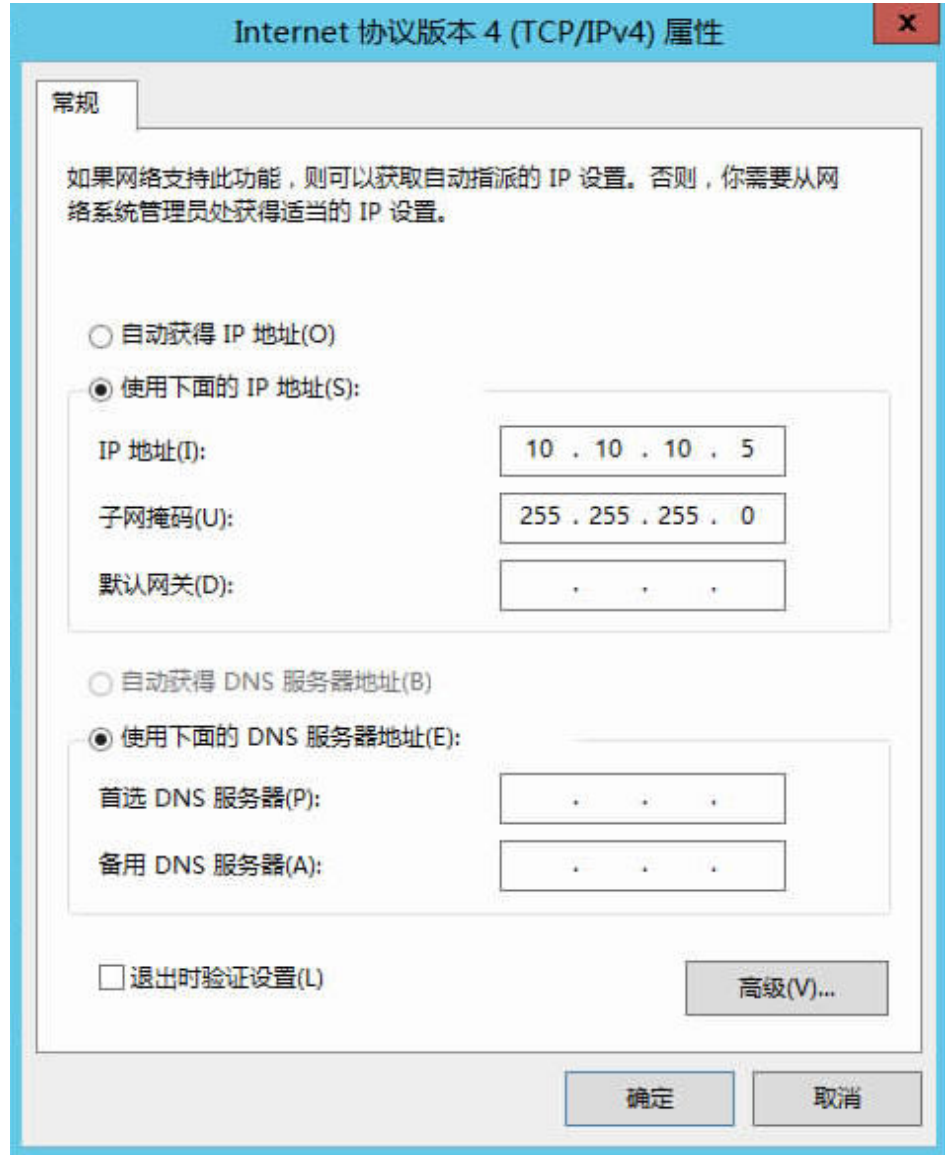 Internet 协议版本 4 (TCP/IPv4) 属性
x
常规
如果网络支持此功能，则可以获取自动指派的 IP 设置。否则，你需要从网
络系统管理员处获得适当的 IP 设置。
自动获得 IP 地址(O)
使用下面的 IP 地址(S):
IP 地址(I): 10 . 10 . 10 . 5
子网掩码(U): 255 . 255 . 255 . 0
默认网关(D): . . .
自动获得 DNS 服务器地址(B)
使用下面的 DNS 服务器地址(E):
首选 DNS 服务器(P): . . .
备用 DNS 服务器(A): . . .
退出时验证设置(L)
高级(V)...
确定
取消